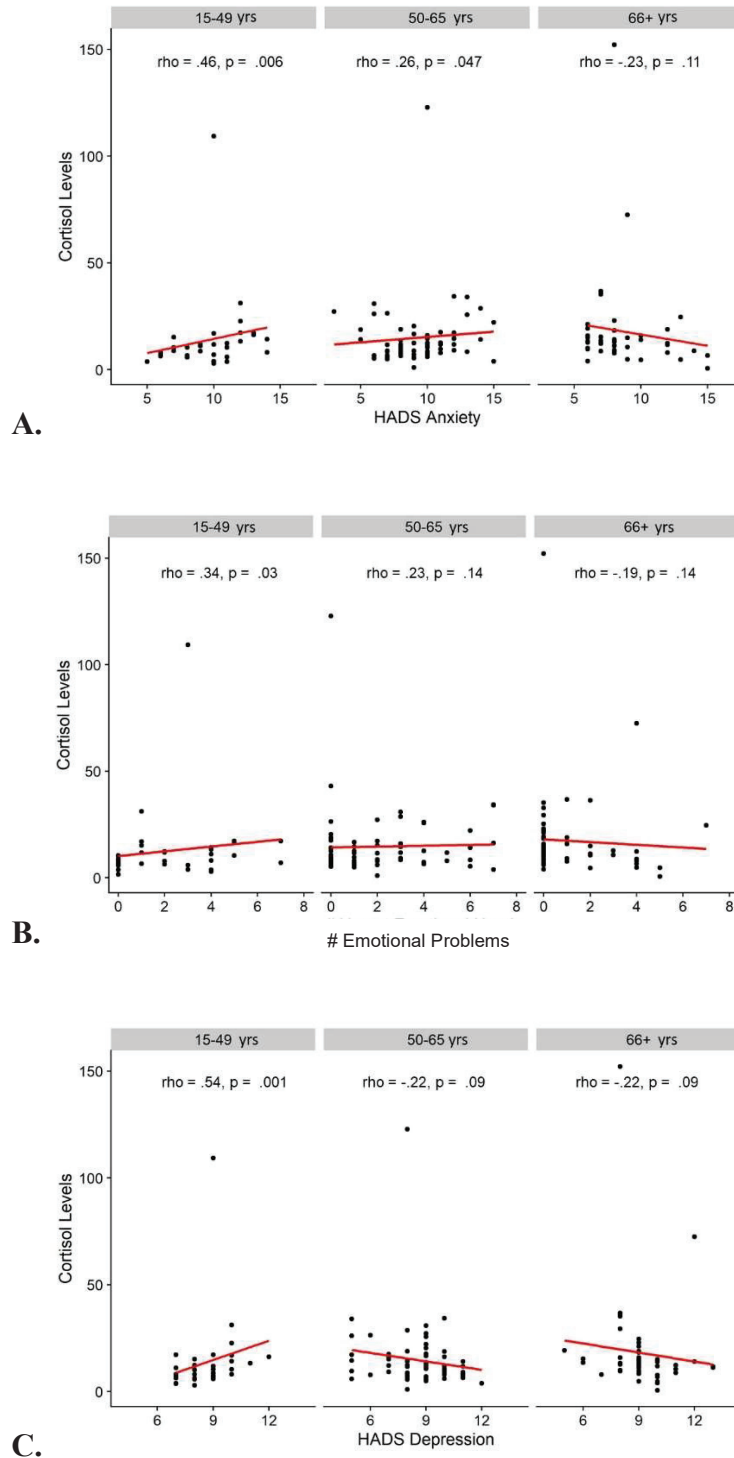 15-49 yrs 50-65 yrs 66+ yrs
rho = .46, p = .006 rho = .26, p = .047 rho = -.23, p = .11
150
100
50
0
Cortisol Levels
5 10 15 5 10 15 5 10 15
HADS Anxiety
A.
15-49 yrs 50-65 yrs 66+ yrs
rho = .34, p = .03 rho = .23, p = .14 rho = -.19, p = .14
150
100
50
0
Cortisol Levels
0 2 4 6 8 0 2 4 6 8 0 2 4 6 8
# Emotional Problems
B.
15-49 yrs 50-65 yrs 66+ yrs
rho = .54, p = .001 rho = -.22, p = .09 rho = -.22, p = .09
150
100
50
0
Cortisol Levels
6 9 12 6 9 12 6 9 12
HADS Depression
C.